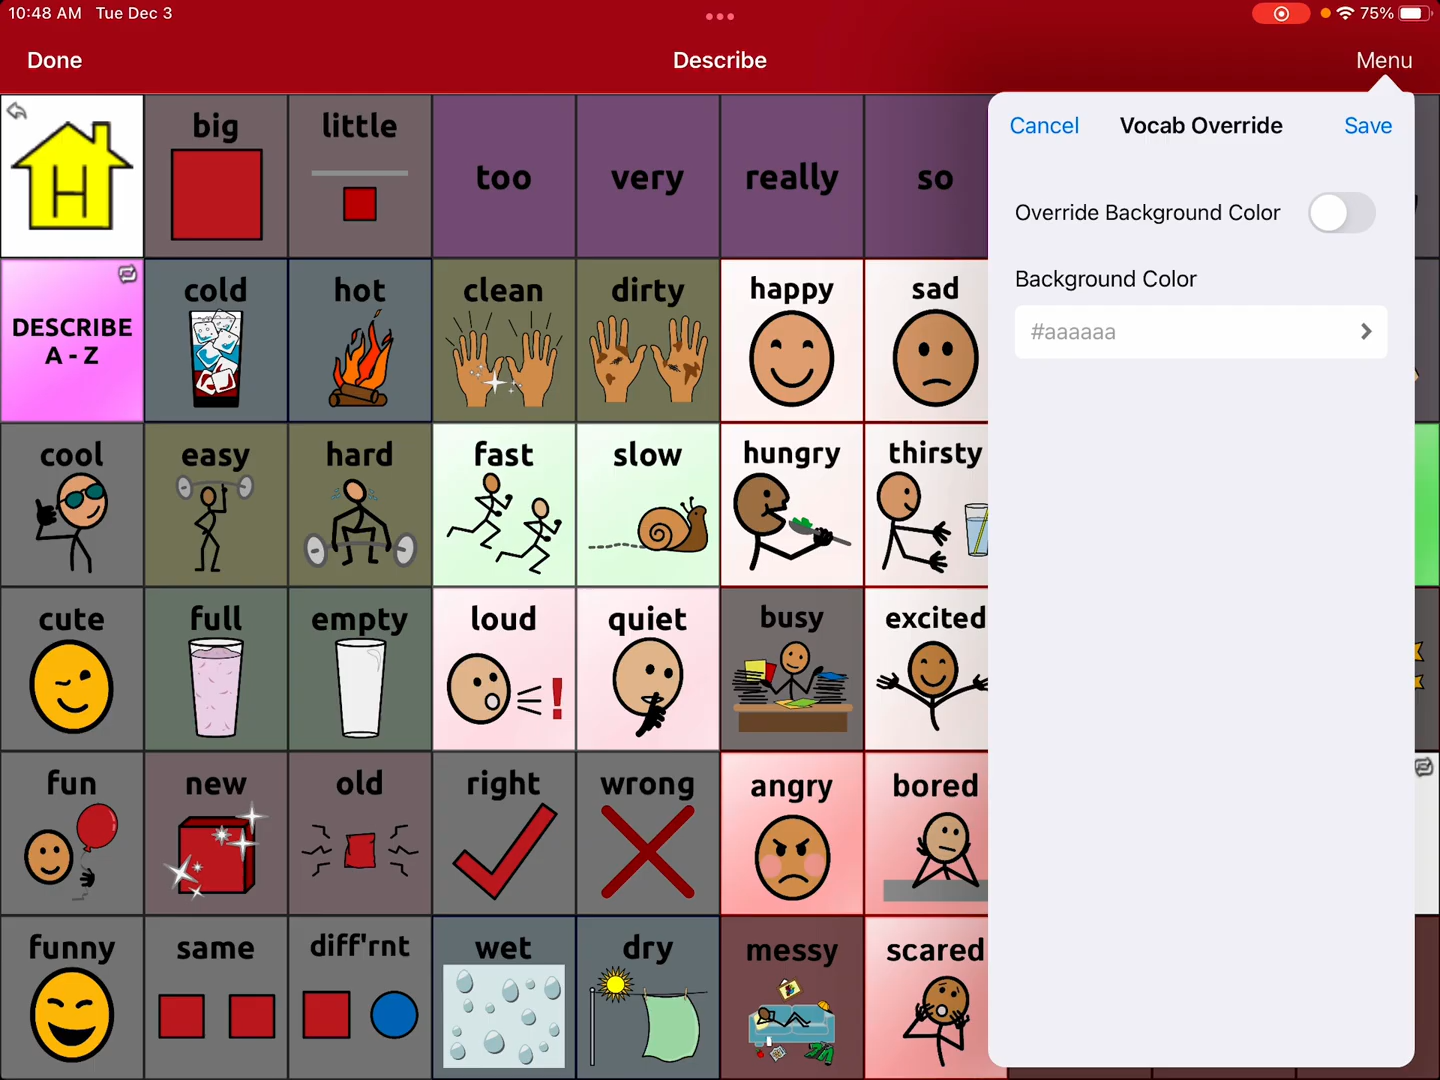 10:48 AM Tue Dec 3
75%
Done
Describe
Menu
Cancel
Vocab Override
Save
Override Background Color
Background Color
#aaaaaa
H
big
little
too
very
really
so
DESCRIBE
A - Z
cold
hot
clean
dirty
happy
sad
cool
easy
hard
fast
slow
hungry
thirsty
cute
full
empty
loud
quiet
busy
excited
fun
new
old
right
wrong
angry
bored
funny
same
diff'rnt
wet
dry
messy
scared